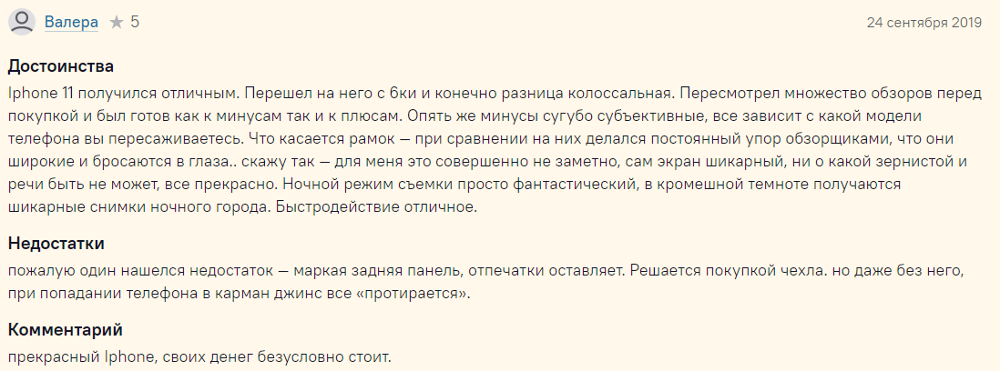 Валера ★ 5
24 сентября 2019
Достоинства
Iphone 11 получился отличным. Перешел на него с 6ки и конечно разница колоссальная. Пересмотрел множество обзоров перед
покупкой и был готов как к минусам так и к плюсам. Опять же минусы сугубо субъективные, все зависит с какой модели
телефона вы пересаживаетесь. Что касается рамок — при сравнении на них делался постоянный упор обзорщиками, что они
широкие и бросаются в глаза.. скажу так — для меня это совершенно не заметно, сам экран шикарный, ни о какой зернистой и
речи быть не может, все прекрасно. Ночной режим съемки просто фантастический, в кромешной темноте получаются
шикарные снимки ночного города. Быстродействие отличное.
Недостатки
пожалую один нашелся недостаток — маркая задняя панель, отпечатки оставляет. Решается покупкой чехла. но даже без него,
при попадании телефона в карман джинс все «протирается».
Комментарий
прекрасный Iphone, своих денег безусловно стоит.